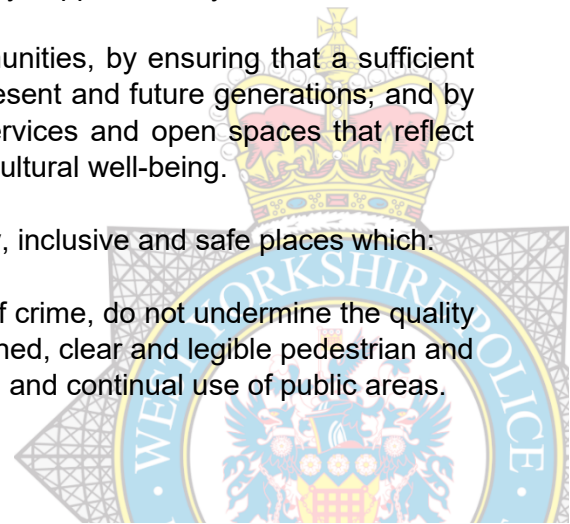 unities, by ensuring that a sufficient
esent and future generations; and by
ervices and open spaces that reflect
ultural well-being.
, inclusive and safe places which:
f crime, do not undermine the quality
ned, clear and legible pedestrian and
and continual use of public areas.
WEST YORKSHIRE POLICE